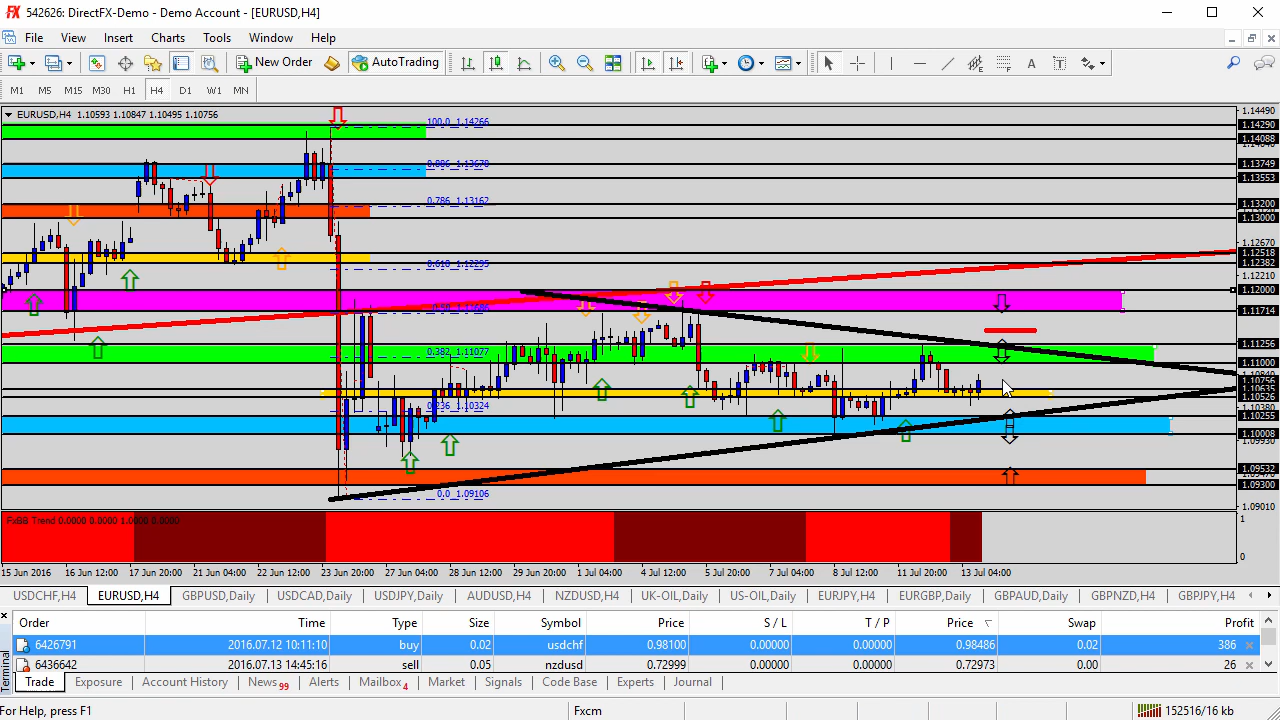 542626: DirectFX-Demo - Demo Account - [EURUSD,H4]
File View Insert Charts Tools Window Help
New Order AutoTrading
M1 M5 M15 M30 H1 H4 D1 W1 MN
EURUSD,H4 1.10593 1.10847 1.10495 1.10756
1.14490
100.0 1.14266
1.14290
1.14088
0.886 1.13670
1.13749
1.13553
0.786 1.13162
1.13200
1.13000
1.12670
0.618 1.12295
1.12518
1.12382
1.12210
1.12000
1.11714
0.382 1.11077
1.11256
1.11000
1.10756
1.10635
1.10526
0.236 1.10324
1.10255
1.10008
1.09930
1.09532
0.0 1.09106
1.09300
1.09010
FxBB Trend 0.0000 0.0000 1.0000 0.0000
1
0
15 Jun 2016 16 Jun 12:00 17 Jun 20:00 21 Jun 04:00 22 Jun 12:00 23 Jun 20:00 27 Jun 04:00 28 Jun 12:00 29 Jun 20:00 1 Jul 04:00 4 Jul 12:00 5 Jul 20:00 7 Jul 04:00 8 Jul 12:00 11 Jul 20:00 13 Jul 04:00
USDCHF,H4 EURUSD,H4 GBPUSD,Daily USDCAD,Daily USDJPY,Daily AUDUSD,H4 NZDUSD,H4 UK-OIL,Daily US-OIL,Daily EURJPY,H4 EURGBP,Daily GBPAUD,Daily GBPNZD,H4 GBPJPY,H4
Order Time Type Size Symbol Price S / L T / P Price Swap Profit
6426791 2016.07.12 10:11:10 buy 0.02 usdchf 0.98100 0.00000 0.00000 0.98486 0.02 386
6436642 2016.07.13 14:45:16 sell 0.05 nzdusd 0.72999 0.00000 0.00000 0.72973 0.00 26
Terminal
Trade Exposure Account History News 99 Alerts Mailbox 4 Market Signals Code Base Experts Journal
For Help, press F1 Fxcm 152516/16 kb